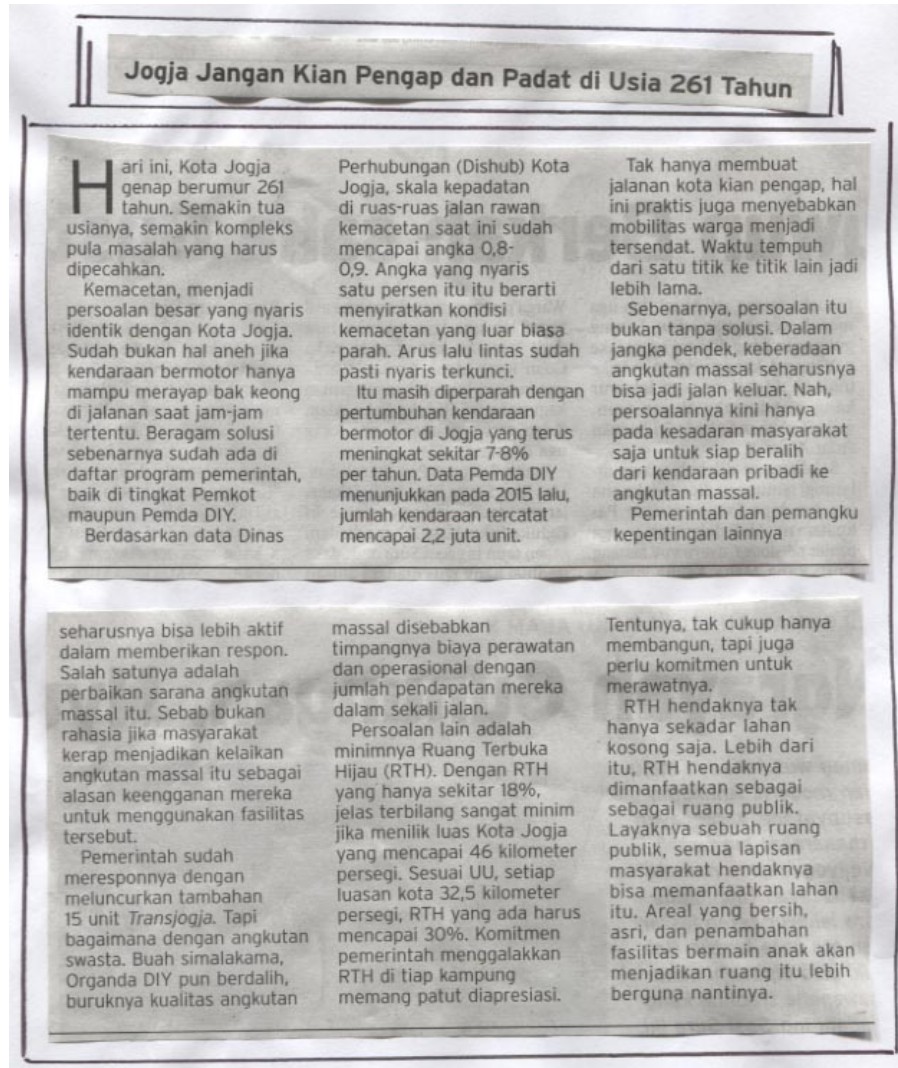 Jogja Jangan Kian Pengap dan Padat di Usia 261 Tahun
Hari ini, Kota Jogja
genap berumur 261
tahun. Semakin tua
usianya, semakin kompleks
pula masalah yang harus
dipecahkan.
Kemacetan, menjadi
persoalan besar yang nyaris
identik dengan Kota Jogja.
Sudah bukan hal aneh jika
kendaraan bermotor hanya
mampu merayap bak keong
di jalanan saat jam-jam
tertentu. Beragam solusi
sebenarnya sudah ada di
daftar program pemerintah,
baik di tingkat Pemkot
maupun Pemda DIY.
Berdasarkan data Dinas
Perhubungan (Dishub) Kota
Jogja, skala kepadatan
di ruas-ruas jalan rawan
kemacetan saat ini sudah
mencapai angka 0,8-
0,9. Angka yang nyaris
satu persen itu itu berarti
menyiratkan kondisi
kemacetan yang luar biasa
parah. Arus lalu lintas sudah
pasti nyaris terkunci.
Itu masih diperparah dengan
pertumbuhan kendaraan
bermotor di Jogja yang terus
meningkat sekitar 7-8%
per tahun. Data Pemda DIY
menunjukkan pada 2015 lalu,
jumlah kendaraan tercatat
mencapai 2,2 juta unit.
Tak hanya membuat
jalanan kota kian pengap, hal
ini praktis juga menyebabkan
mobilitas warga menjadi
tersendat. Waktu tempuh
dari satu titik ke titik lain jadi
lebih lama.
Sebenarnya, persoalan itu
bukan tanpa solusi. Dalam
jangka pendek, keberadaan
angkutan massal seharusnya
bisa jadi jalan keluar. Nah,
persoalannya kini hanya
pada kesadaran masyarakat
saja untuk siap beralih
dari kendaraan pribadi ke
angkutan massal.
Pemerintah dan pemangku
kepentingan lainnya
seharusnya bisa lebih aktif
dalam memberikan respon.
Salah satunya adalah
perbaikan sarana angkutan
massal itu. Sebab bukan
rahasia jika masyarakat
kerap menjadikan kelaikan
angkutan massal itu sebagai
alasan keengganan mereka
untuk menggunakan fasilitas
tersebut.
Pemerintah sudah
meresponnya dengan
meluncurkan tambahan
15 unit Transjogja. Tapi
bagaimana dengan angkutan
swasta. Buah simalakama,
Organda DIY pun berdalih,
buruknya kualitas angkutan
massal disebabkan
timpangnya biaya perawatan
dan operasional dengan
jumlah pendapatan mereka
dalam sekali jalan.
Persoalan lain adalah
minimnya Ruang Terbuka
Hijau (RTH). Dengan RTH
yang hanya sekitar 18%,
jelas terbilang sangat minim
jika menilik luas Kota Jogja
yang mencapai 46 kilometer
persegi. Sesuai UU, setiap
luasan kota 32,5 kilometer
persegi, RTH yang ada harus
mencapai 30%. Komitmen
pemerintah menggalakkan
RTH di tiap kampung
memang patut diapresiasi.
Tentunya, tak cukup hanya
membangun, tapi juga
perlu komitmen untuk
merawatnya.
RTH hendaknya tak
hanya sekadar lahan
kosong saja. Lebih dari
itu, RTH hendaknya
dimanfaatkan sebagai
sebagai ruang publik.
Layaknya sebuah ruang
publik, semua lapisan
masyarakat hendaknya
bisa memanfaatkan lahan
itu. Areal yang bersih,
asri, dan penambahan
fasilitas bermain anak akan
menjadikan ruang itu lebih
berguna nantinya.